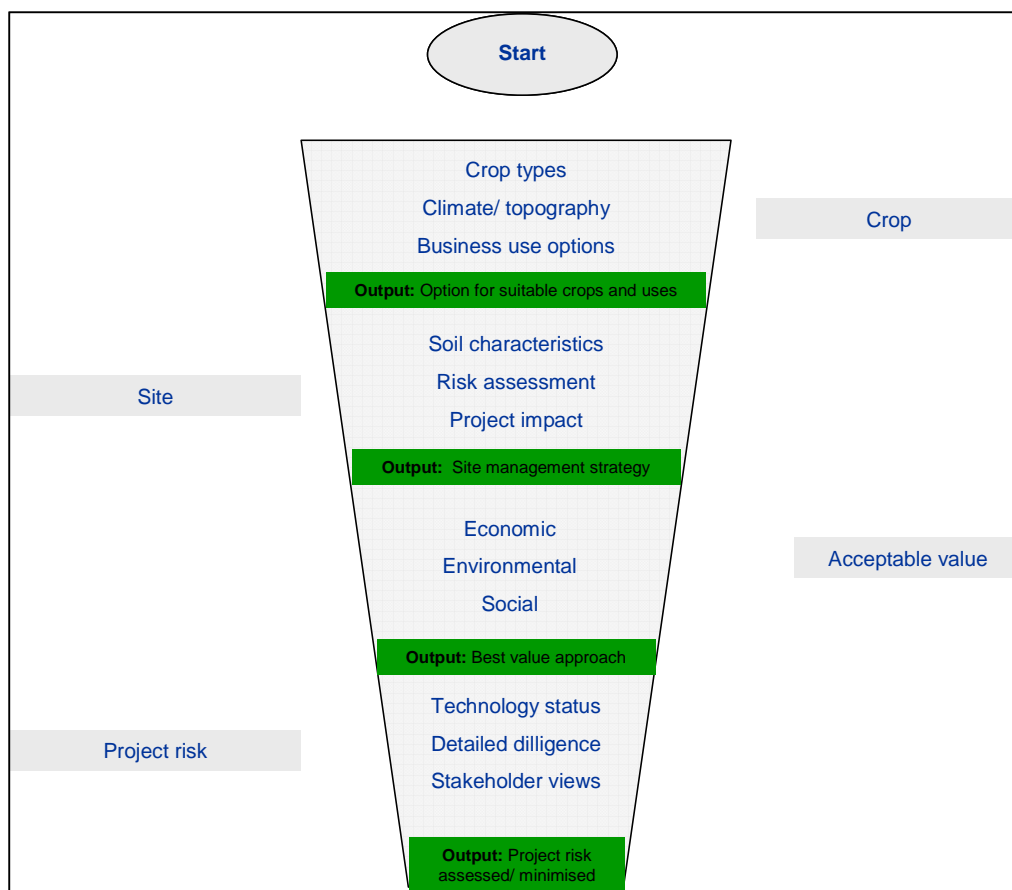 Start
Crop types
Climate/ topography
Business use options
Crop
Output: Option for suitable crops and uses
Soil characteristics
Risk assessment
Project impact
Site
Output: Site management strategy
Economic
Environmental
Social
Acceptable value
Output: Best value approach
Technology status
Detailed dilligence
Stakeholder views
Project risk
Output: Project risk
assessed/ minimised